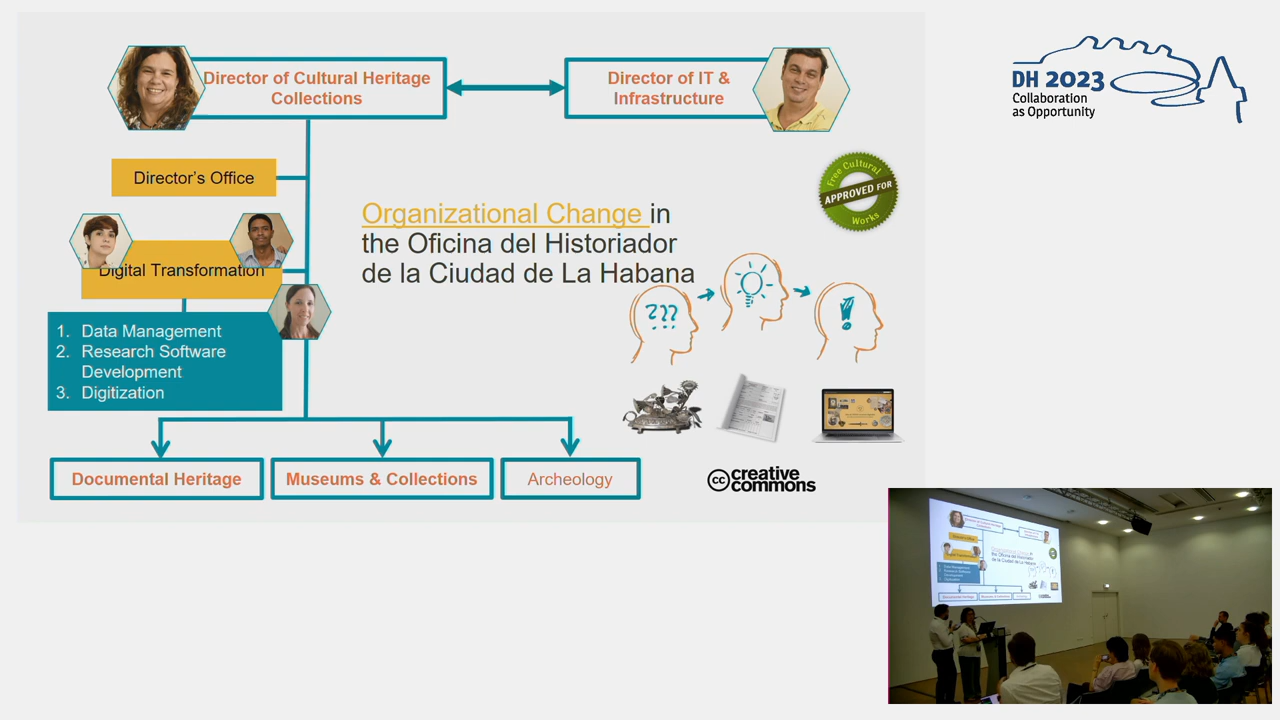 Director of Cultural Heritage
Collections
Director of IT &
Infrastructure
DH 2023
Collaboration
as Opportunity
Director's Office
Free Cultural
APPROVED FOR
Works
Organizational Change in
the Oficina del Historiador
de la Ciudad de La Habana
Digital Transformation
???
!
1. Data Management
2. Research Software
Development
3. Digitization
Documental Heritage
Museums & Collections
Archeology
cc creative
commons